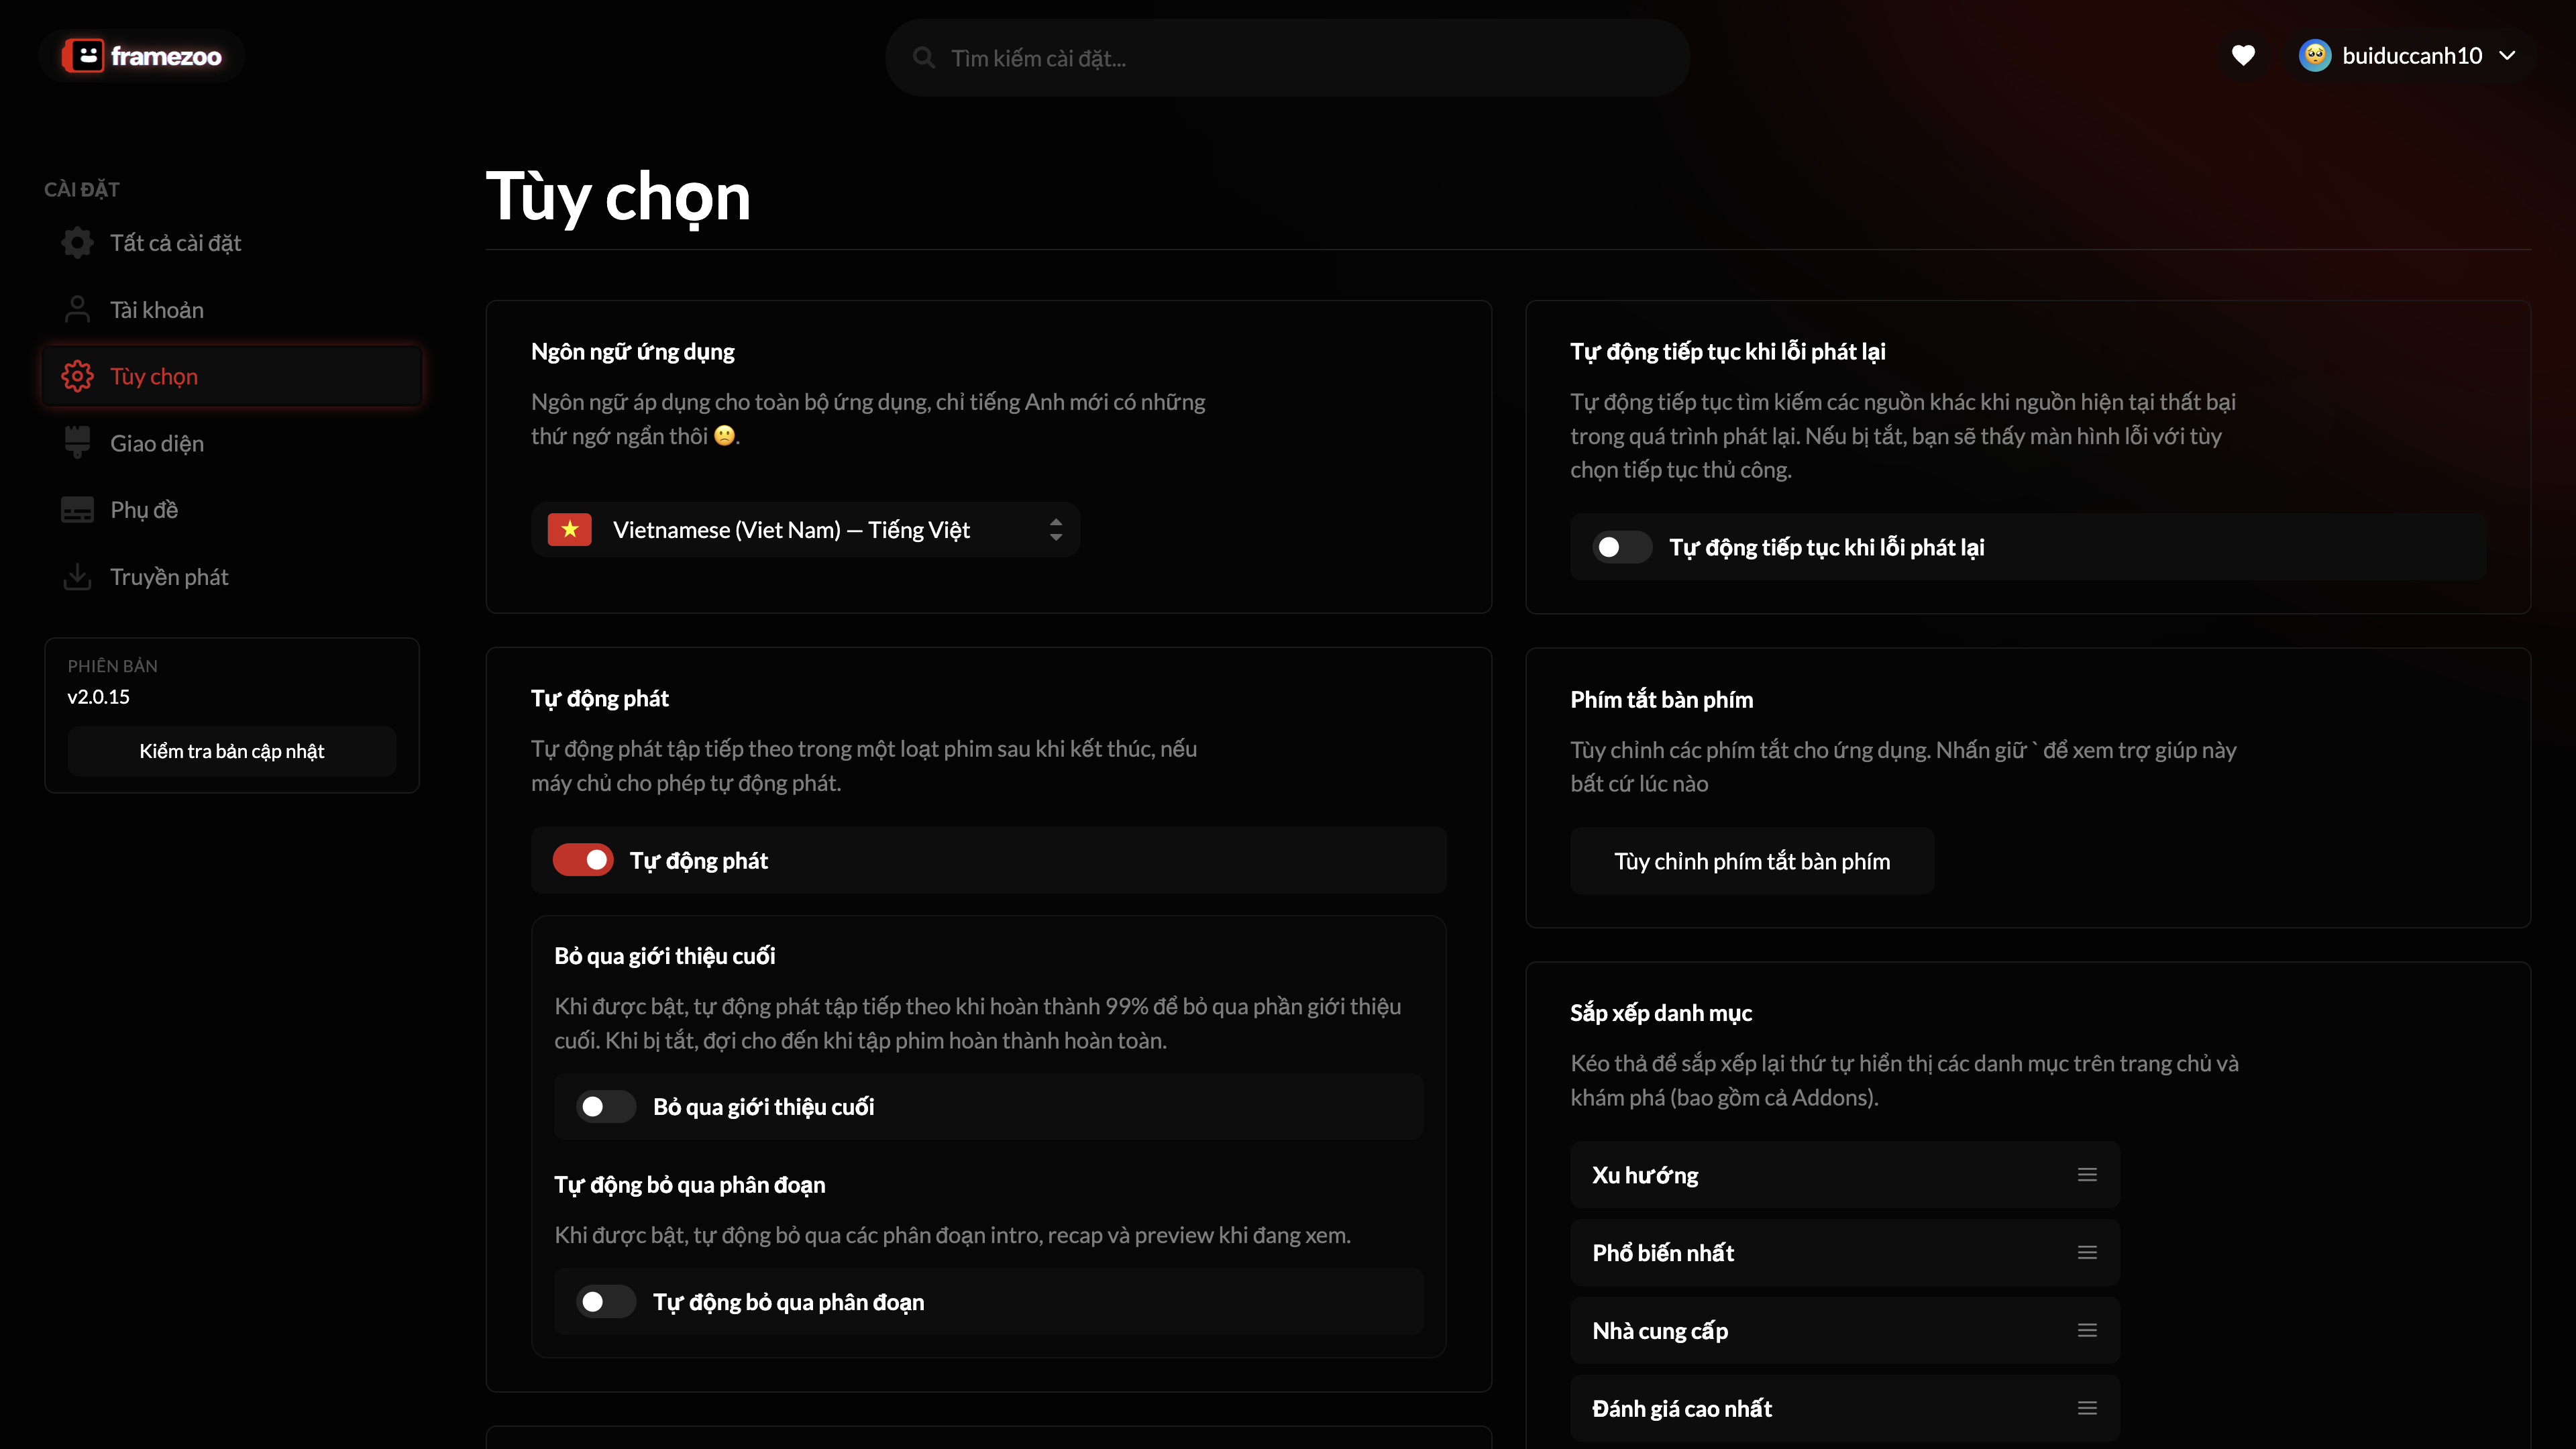 framezoo
Tìm kiếm cài đặt...
buiduccanh10
CÀI ĐẶT
Tất cả cài đặt
Tài khoản
Tùy chọn
Giao diện
Phụ đề
Truyền phát
PHIÊN BẢN
v2.0.15
Kiểm tra bản cập nhật
Tùy chọn
Ngôn ngữ ứng dụng
Ngôn ngữ áp dụng cho toàn bộ ứng dụng, chỉ tiếng Anh mới có những
thứ ngớ ngẩn thôi 🙁.
Vietnamese (Viet Nam) — Tiếng Việt
Tự động phát
Tự động phát tập tiếp theo trong một loạt phim sau khi kết thúc, nếu
máy chủ cho phép tự động phát.
Tự động phát
Bỏ qua giới thiệu cuối
Khi được bật, tự động phát tập tiếp theo khi hoàn thành 99% để bỏ qua phần giới thiệu
cuối. Khi bị tắt, đợi cho đến khi tập phim hoàn thành hoàn toàn.
Bỏ qua giới thiệu cuối
Tự động bỏ qua phân đoạn
Khi được bật, tự động bỏ qua các phân đoạn intro, recap và preview khi đang xem.
Tự động bỏ qua phân đoạn
Tự động tiếp tục khi lỗi phát lại
Tự động tiếp tục tìm kiếm các nguồn khác khi nguồn hiện tại thất bại
trong quá trình phát lại. Nếu bị tắt, bạn sẽ thấy màn hình lỗi với tùy
chọn tiếp tục thủ công.
Tự động tiếp tục khi lỗi phát lại
Phím tắt bàn phím
Tùy chỉnh các phím tắt cho ứng dụng. Nhấn giữ ` để xem trợ giúp này
bất cứ lúc nào
Tùy chỉnh phím tắt bàn phím
Sắp xếp danh mục
Kéo thả để sắp xếp lại thứ tự hiển thị các danh mục trên trang chủ và
khám phá (bao gồm cả Addons).
Xu hướng
Phổ biến nhất
Nhà cung cấp
Đánh giá cao nhất